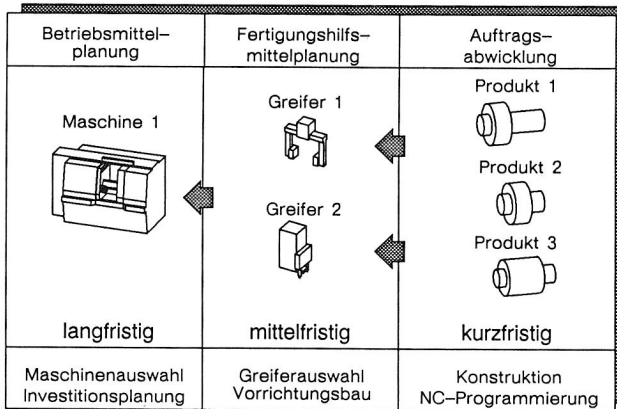 Betriebsmittel–
planung
Fertigungshilfs–
mittelplanung
Auftrags–
abwicklung
Maschine 1
Greifer 1
Greifer 2
Produkt 1
Produkt 2
Produkt 3
langfristig
mittelfristig
kurzfristig
Maschinenauswahl
Investitionsplanung
Greiferauswahl
Vorrichtungsbau
Konstruktion
NC–Programmierung